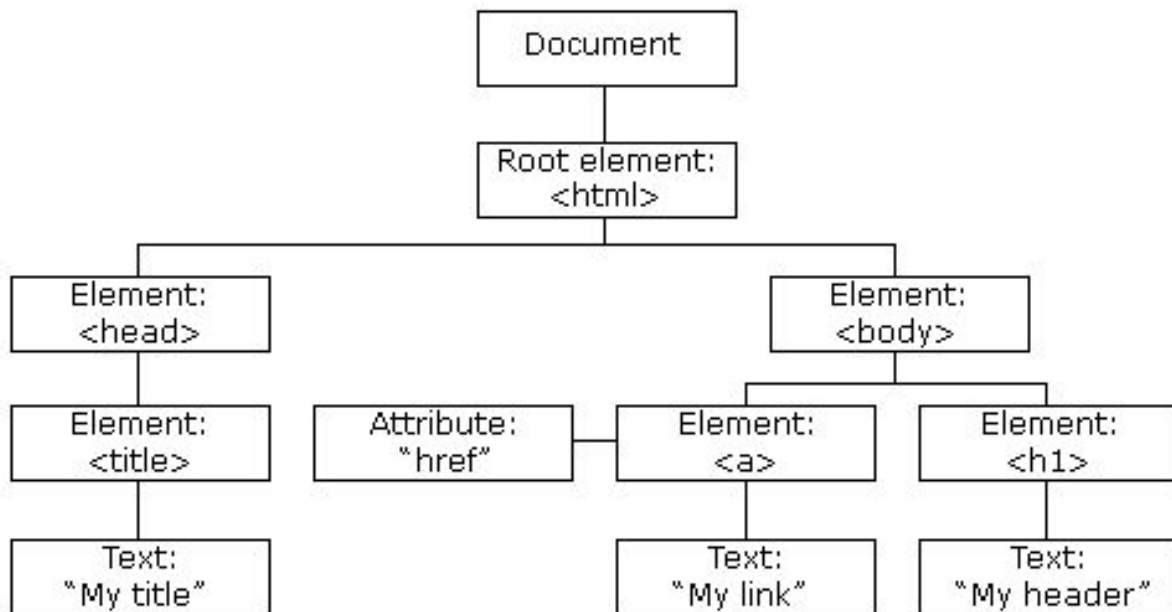 Document
Root element:
<html>
Element:
<head>
Element:
<body>
Element:
<title>
Attribute:
“href”
Element:
<a>
Element:
<h1>
Text:
“My title”
Text:
“My link”
Text:
“My header”